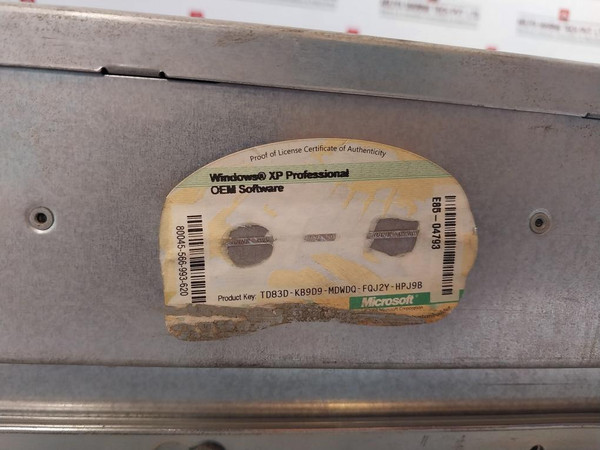 Proof of License Certificate of Authenticity
Windows® XP Professional
OEM Software
80045-586-993-620
E85-04793
Product Key: TD83D-KB9D9-MDWDQ-FQJ2Y-HPJ9B
Microsoft®